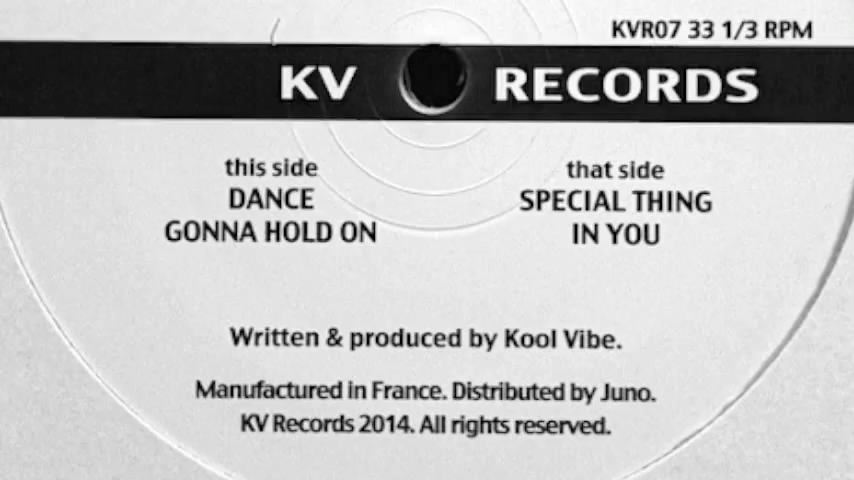 KVR07 33 1/3 RPM
KV RECORDS
this side
DANCE
GONNA HOLD ON
that side
SPECIAL THING
IN YOU
Written & produced by Kool Vibe.
Manufactured in France. Distributed by Juno.
KV Records 2014. All rights reserved.